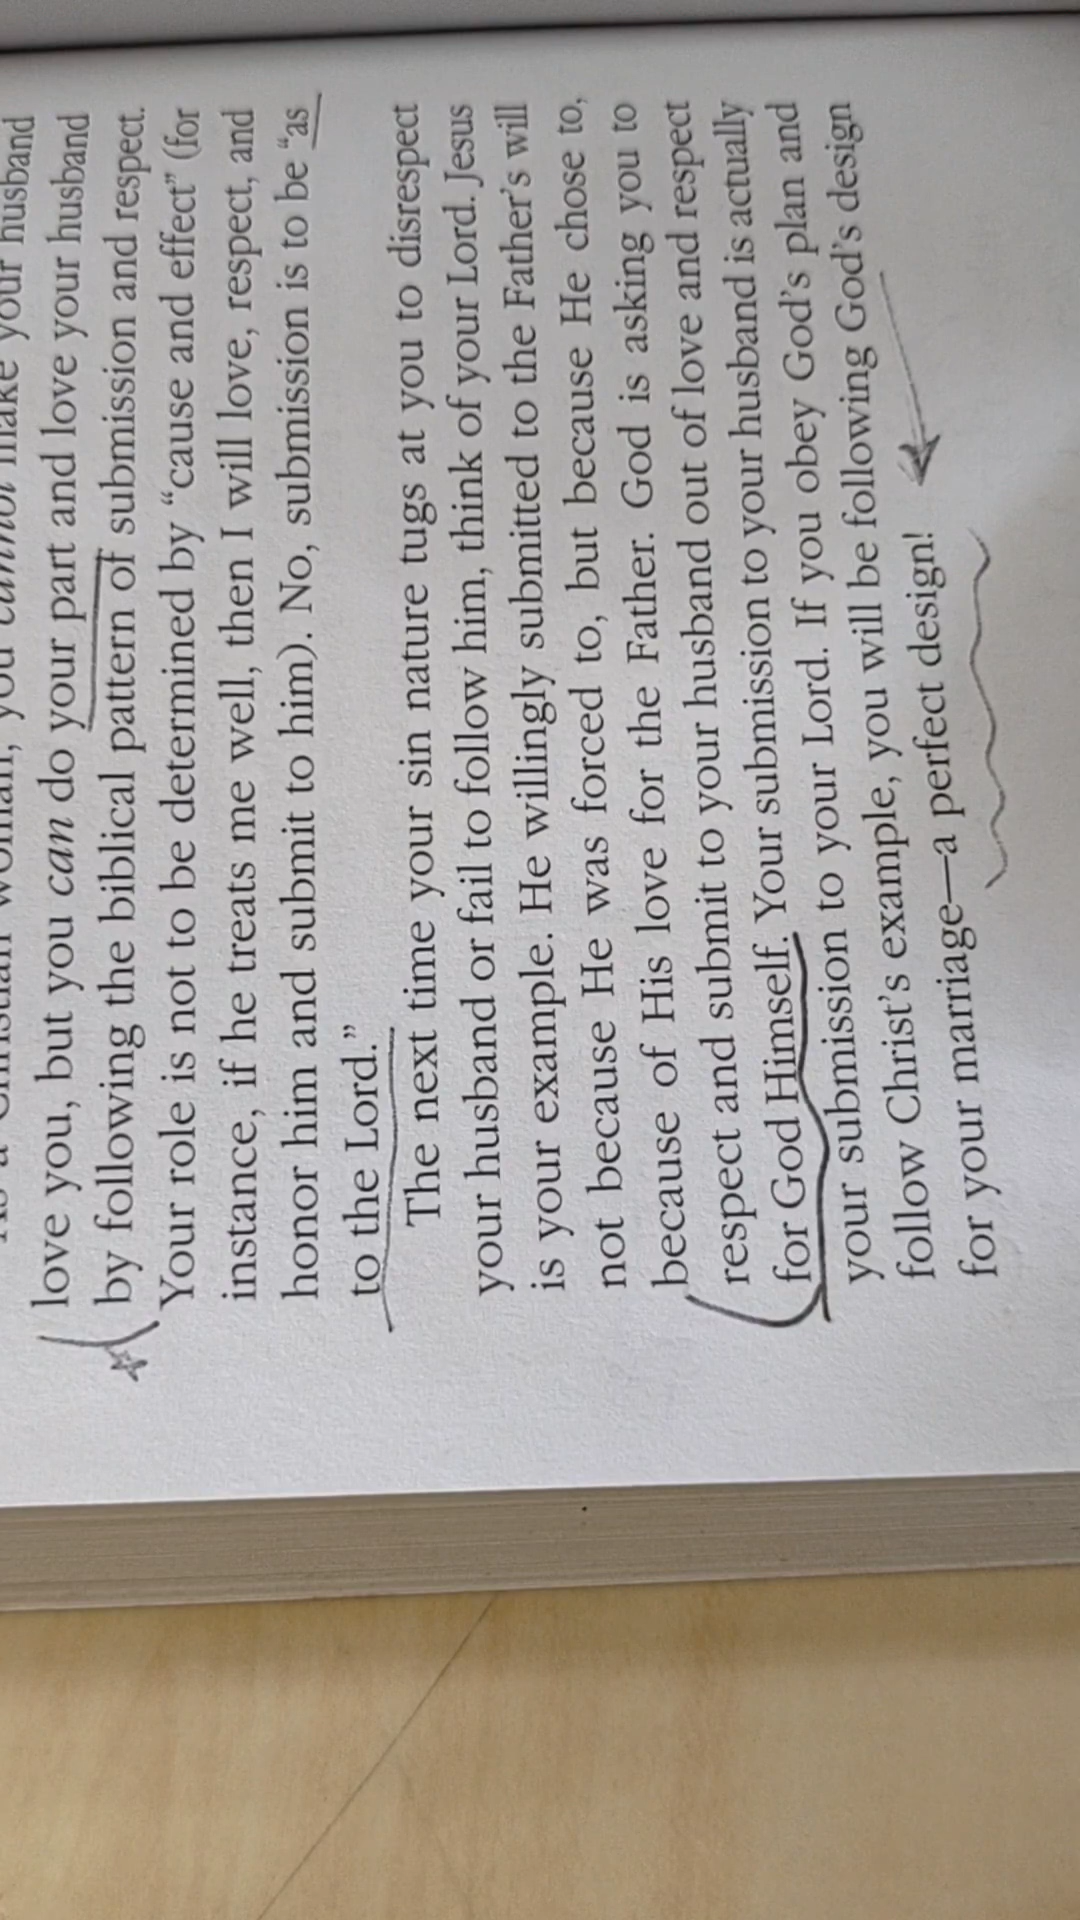 you cannot make your husband
love you, but you can do your part and love your husband
by following the biblical pattern of submission and respect.
Your role is not to be determined by “cause and effect” (for
instance, if he treats me well, then I will love, respect, and
honor him and submit to him). No, submission is to be “as
to the Lord.”
The next time your sin nature tugs at you to disrespect
your husband or fail to follow him, think of your Lord. Jesus
is your example. He willingly submitted to the Father’s will
not because He was forced to, but because He chose to,
because of His love for the Father. God is asking you to
respect and submit to your husband out of love and respect
for God Himself. Your submission to your husband is actually
your submission to your Lord. If you obey God’s plan and
follow Christ’s example, you will be following God’s design
for your marriage—a perfect design!